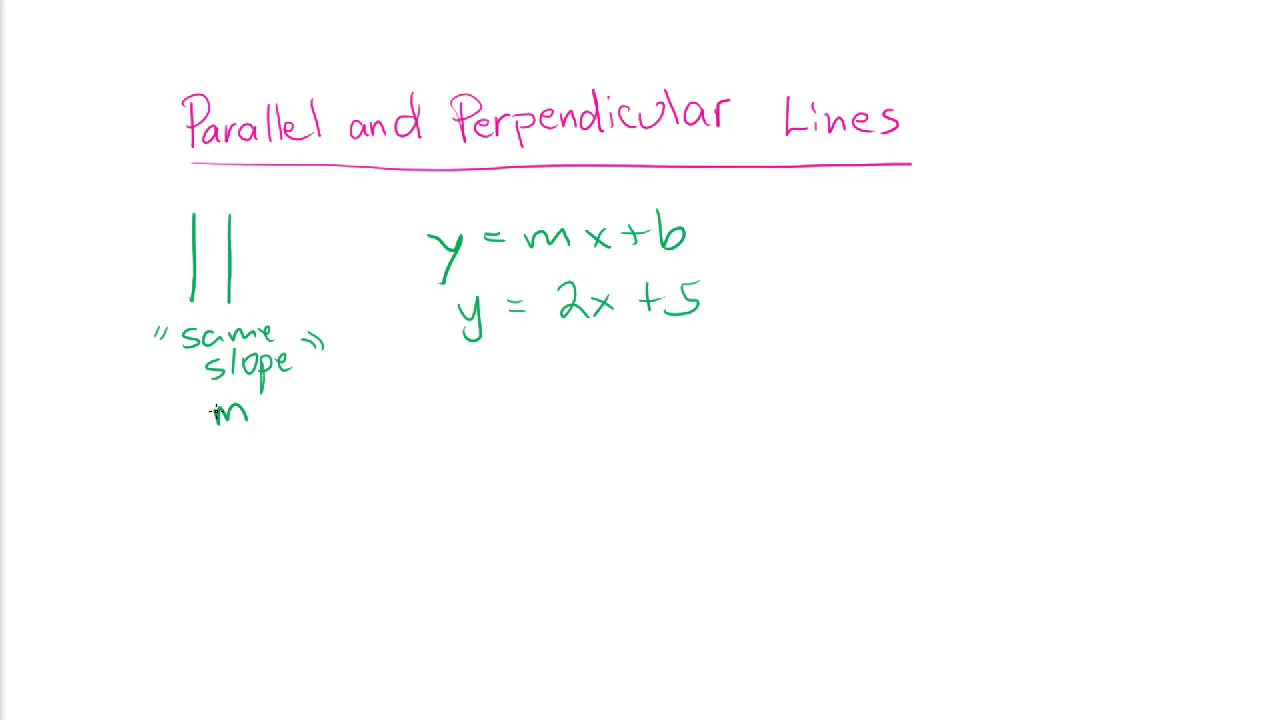 Parallel and Perpendicular Lines
y = mx+b
y = 2x +5
"same
slope"
m